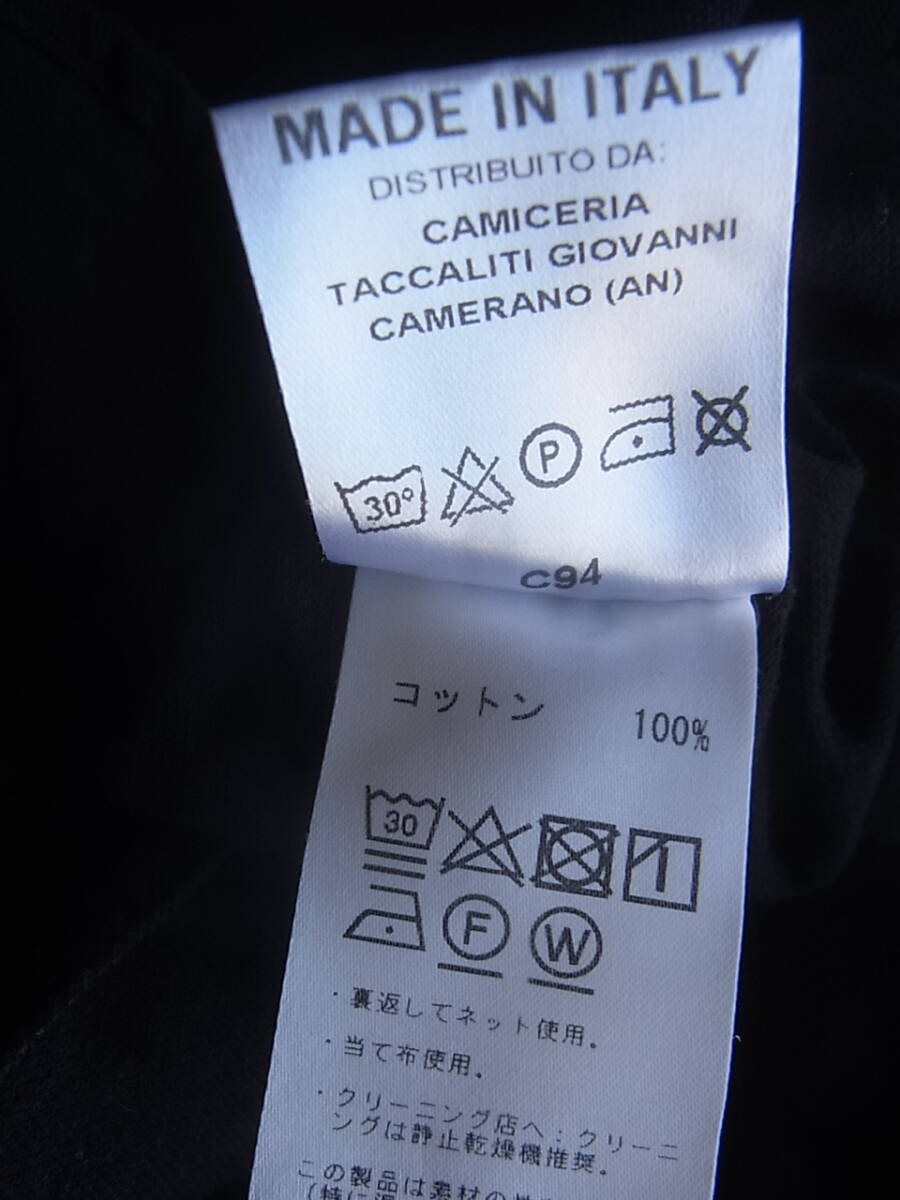 MADE IN ITALY
DISTRIBUITO DA:
CAMICERIA
TACCALITI GIOVANNI
CAMERANO (AN)
30° P
C94
コットン 100%
30
F W
・裏返してネット使用。
・当て布使用。
・クリーニング店へ：クリーニ
ングは静止乾燥機推奨。
この製品は素材の